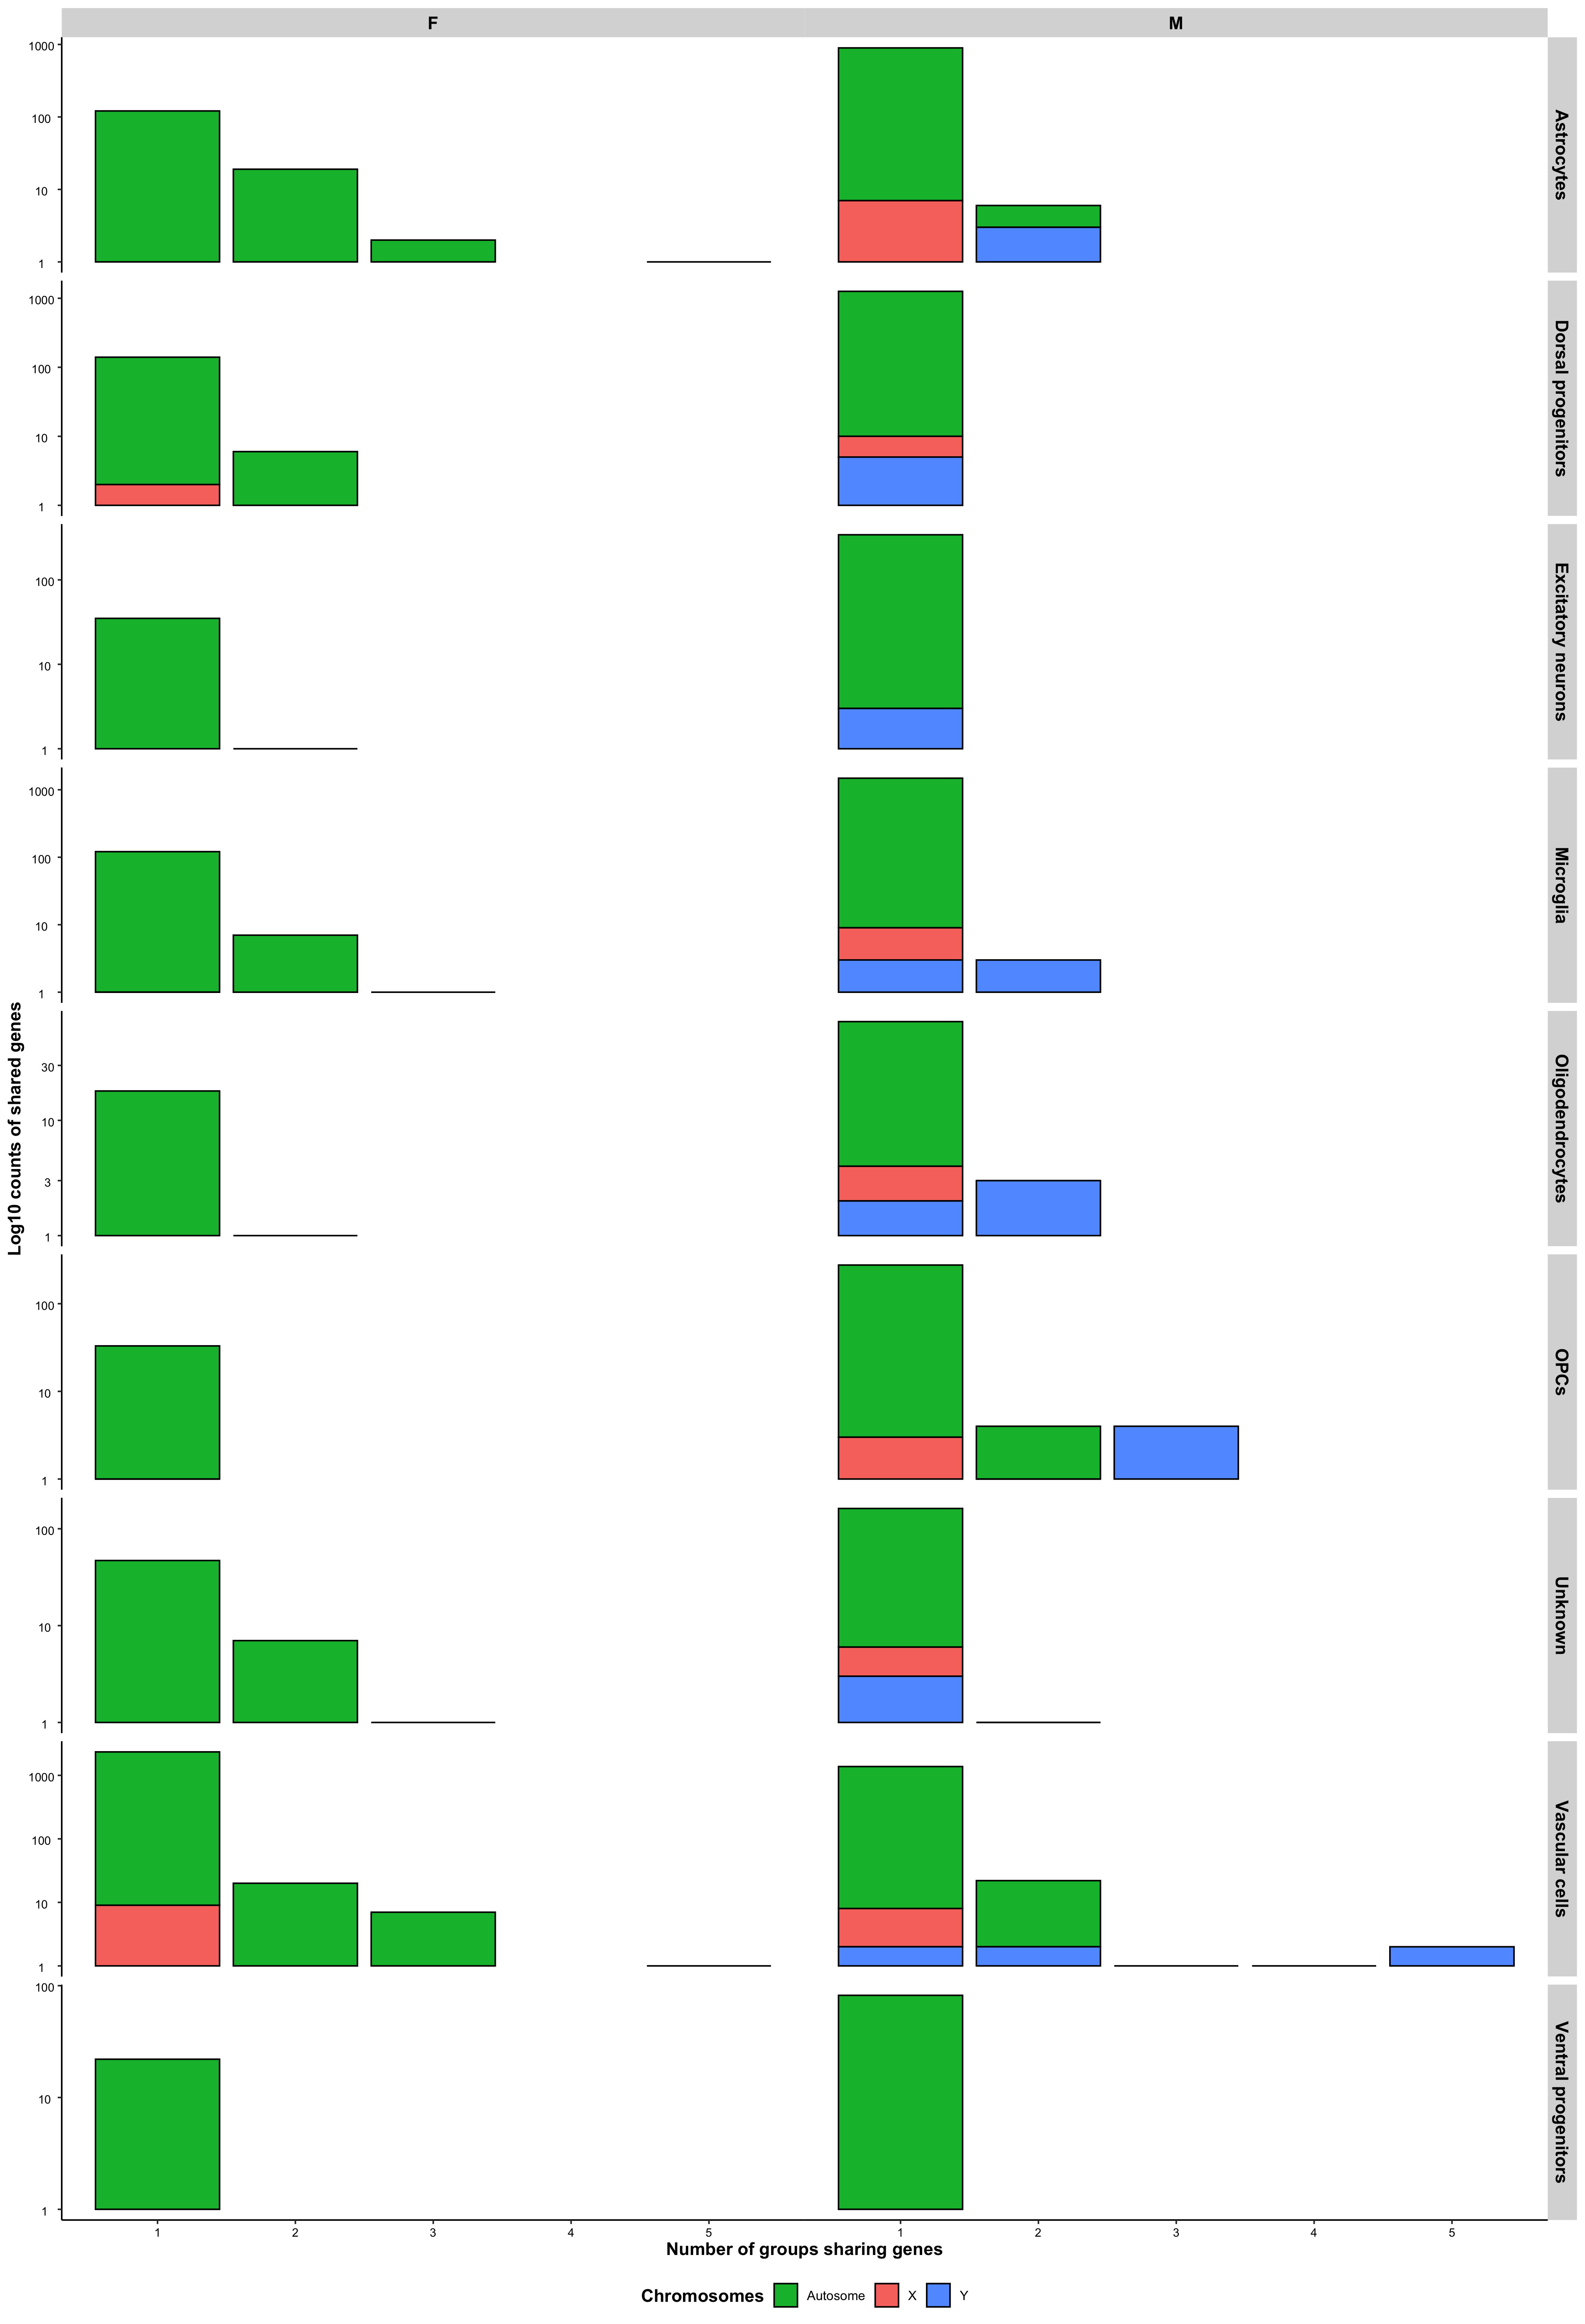 F M
1000
100
10
1
Astrocytes
1000
100
10
1
Dorsal progenitors
100
10
1
Excitatory neurons
1000
100
10
1
Microglia
30
10
3
1
Oligodendrocytes
100
10
1
OPCs
100
10
1
Unknown
1000
100
10
1
Vascular cells
100
10
1
Ventral progenitors
Log10 counts of shared genes
1 2 3 4 5 1 2 3 4 5
Number of groups sharing genes
Chromosomes Autosome X Y